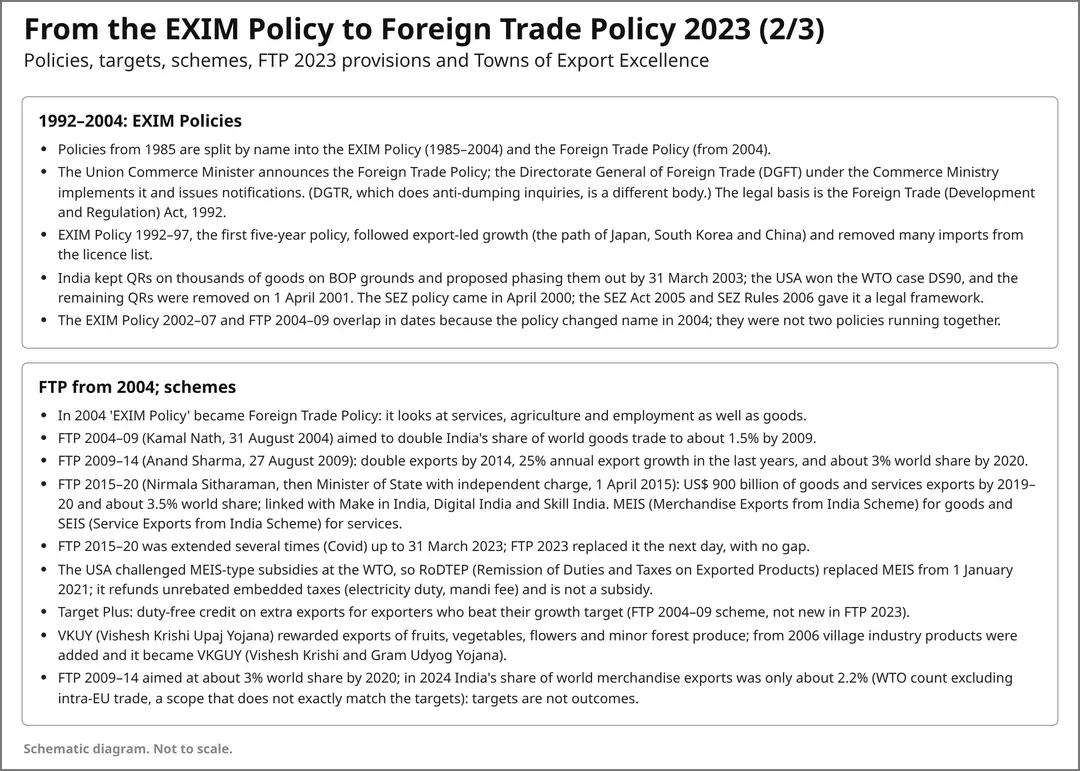 From the EXIM Policy to Foreign Trade Policy 2023 (2/3)
Policies, targets, schemes, FTP 2023 provisions and Towns of Export Excellence
1992–2004: EXIM Policies
• Policies from 1985 are split by name into the EXIM Policy (1985–2004) and the Foreign Trade Policy (from 2004).
• The Union Commerce Minister announces the Foreign Trade Policy; the Directorate General of Foreign Trade (DGFT) under the Commerce Ministry
implements it and issues notifications. (DGTR, which does anti-dumping inquiries, is a different body.) The legal basis is the Foreign Trade (Development
and Regulation) Act, 1992.
• EXIM Policy 1992–97, the first five-year policy, followed export-led growth (the path of Japan, South Korea and China) and removed many imports from
the licence list.
• India kept QRs on thousands of goods on BOP grounds and proposed phasing them out by 31 March 2003; the USA won the WTO case DS90, and the
remaining QRs were removed on 1 April 2001. The SEZ policy came in April 2000; the SEZ Act 2005 and SEZ Rules 2006 gave it a legal framework.
• The EXIM Policy 2002–07 and FTP 2004–09 overlap in dates because the policy changed name in 2004; they were not two policies running together.
FTP from 2004; schemes
• In 2004 'EXIM Policy' became Foreign Trade Policy: it looks at services, agriculture and employment as well as goods.
• FTP 2004–09 (Kamal Nath, 31 August 2004) aimed to double India's share of world goods trade to about 1.5% by 2009.
• FTP 2009–14 (Anand Sharma, 27 August 2009): double exports by 2014, 25% annual export growth in the last years, and about 3% world share by 2020.
• FTP 2015–20 (Nirmala Sitharaman, then Minister of State with independent charge, 1 April 2015): US$ 900 billion of goods and services exports by 2019–
20 and about 3.5% world share; linked with Make in India, Digital India and Skill India. MEIS (Merchandise Exports from India Scheme) for goods and
SEIS (Service Exports from India Scheme) for services.
• FTP 2015–20 was extended several times (Covid) up to 31 March 2023; FTP 2023 replaced it the next day, with no gap.
• The USA challenged MEIS-type subsidies at the WTO, so RoDTEP (Remission of Duties and Taxes on Exported Products) replaced MEIS from 1 January
2021; it refunds unrebated embedded taxes (electricity duty, mandi fee) and is not a subsidy.
• Target Plus: duty-free credit on extra exports for exporters who beat their growth target (FTP 2004–09 scheme, not new in FTP 2023).
• VKUY (Vishesh Krishi Upaj Yojana) rewarded exports of fruits, vegetables, flowers and minor forest produce; from 2006 village industry products were
added and it became VKGUY (Vishesh Krishi and Gram Udyog Yojana).
• FTP 2009–14 aimed at about 3% world share by 2020; in 2024 India's share of world merchandise exports was only about 2.2% (WTO count excluding
intra-EU trade, a scope that does not exactly match the targets): targets are not outcomes.
Schematic diagram. Not to scale.